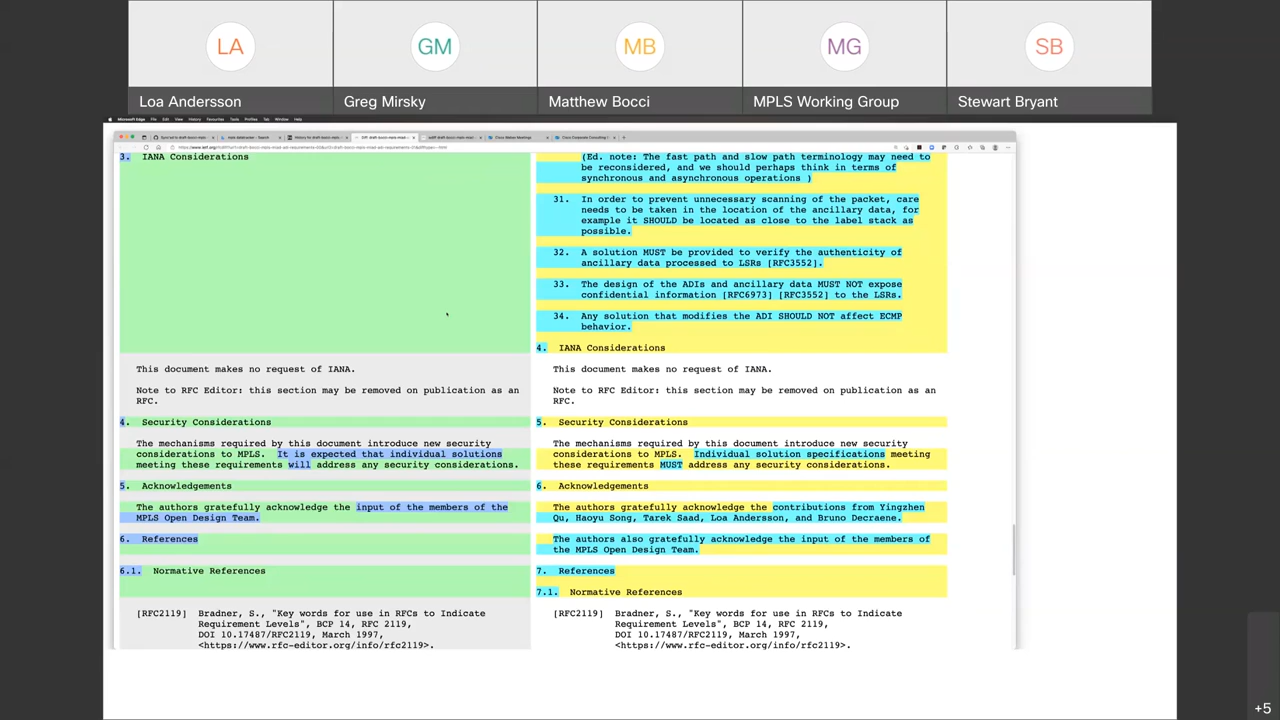 LA
GM
MB
MG
SB
Loa Andersson
Greg Mirsky
Matthew Bocci
MPLS Working Group
Stewart Bryant
Microsoft Edge File Edit View History Favorites Profiles Tab Window Help
3. IANA Considerations
This document makes no request of IANA.
Note to RFC Editor: this section may be removed on publication as an
RFC.
4. Security Considerations
The mechanisms required by this document introduce new security
considerations to MPLS. It is expected that individual solutions
meeting these requirements will address any security considerations.
5. Acknowledgements
The authors gratefully acknowledge the input of the members of the
MPLS Open Design Team.
6. References
6.1. Normative References
[RFC2119] Bradner, S., "Key words for use in RFCs to Indicate
Requirement Levels", BCP 14, RFC 2119,
DOI 10.17487/RFC2119, March 1997,
<https://www.rfc-editor.org/info/rfc2119>.
(Ed. note: The fast path and slow path terminology may need to
be reconsidered, and we should perhaps think in terms of
synchronous and asynchronous operations )
31. In order to prevent unnecessary scanning of the packet, care
needs to be taken in the location of the ancillary data, for
example it SHOULD be located as close to the label stack as
possible.
32. A solution MUST be provided to verify the authenticity of
ancillary data processed to LSRs [RFC3552].
33. The design of the ADIs and ancillary data MUST NOT expose
confidential information [RFC6973] [RFC3552] to the LSRs.
34. Any solution that modifies the ADI SHOULD NOT affect ECMP
behavior.
4. IANA Considerations
This document makes no request of IANA.
Note to RFC Editor: this section may be removed on publication as an
RFC.
5. Security Considerations
The mechanisms required by this document introduce new security
considerations to MPLS. Individual solution specifications meeting
these requirements MUST address any security considerations.
6. Acknowledgements
The authors gratefully acknowledge the contributions from Yingzhen
Qu, Haoyu Song, Tarek Saad, Loa Andersson, and Bruno Decraene.
The authors also gratefully acknowledge the input of the members of
the MPLS Open Design Team.
7. References
7.1. Normative References
[RFC2119] Bradner, S., "Key words for use in RFCs to Indicate
Requirement Levels", BCP 14, RFC 2119,
DOI 10.17487/RFC2119, March 1997,
<https://www.rfc-editor.org/info/rfc2119>.
+5